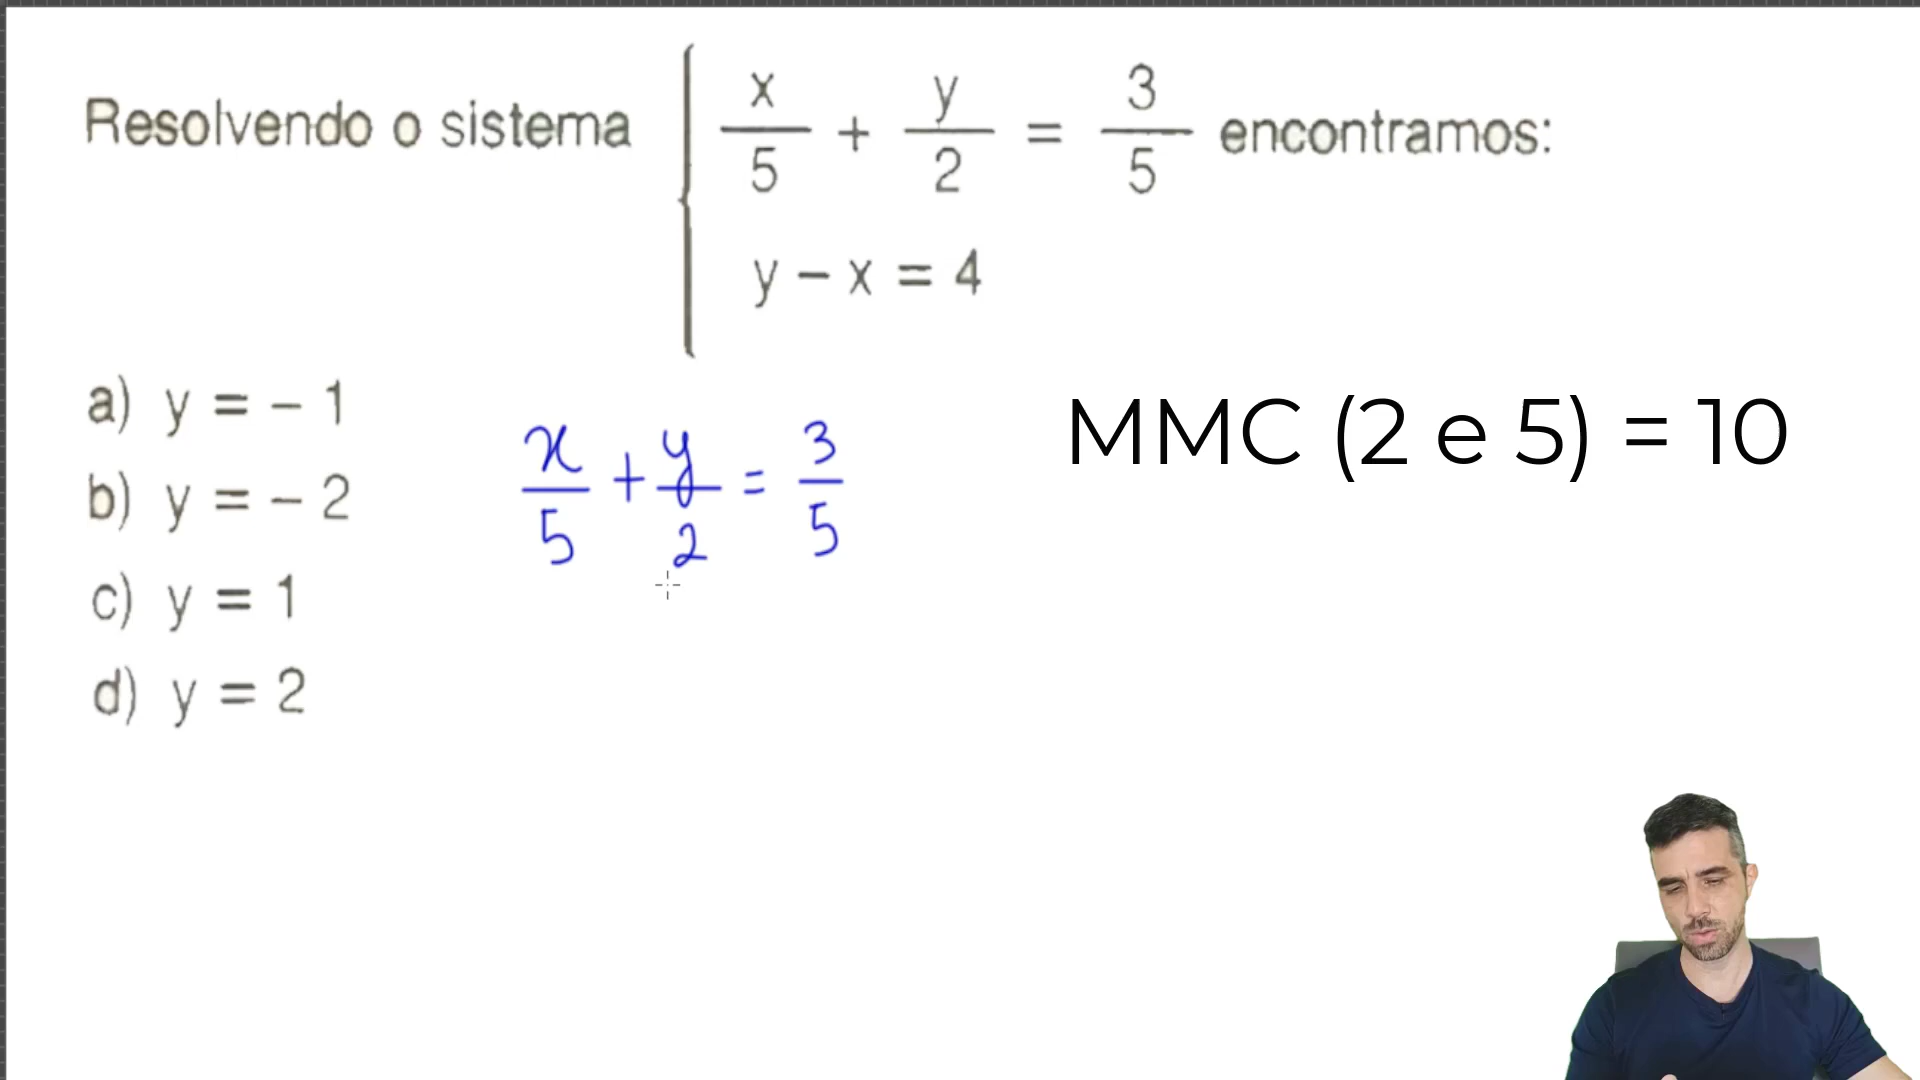 Resolvendo o sistema { x/5 + y/2 = 3/5 encontramos:
y – x = 4
a) y = – 1
b) y = – 2
c) y = 1
d) y = 2
x/5 + y/2 = 3/5
MMC (2 e 5) = 10